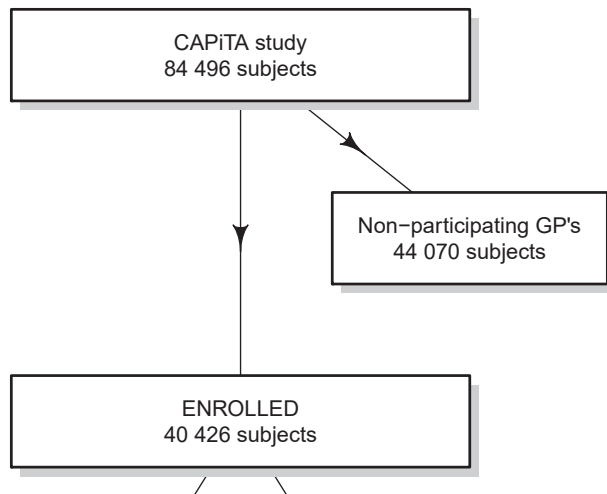 CAPiTA study
84 496 subjects
Non−participating GP's
44 070 subjects
ENROLLED
40 426 subjects